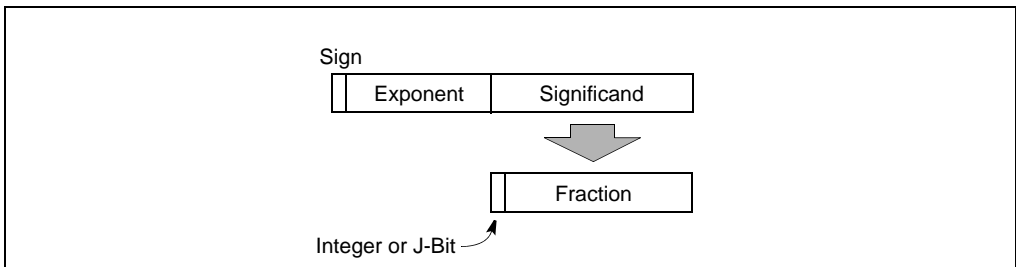 Sign
Exponent Significand
Fraction
Integer or J-Bit